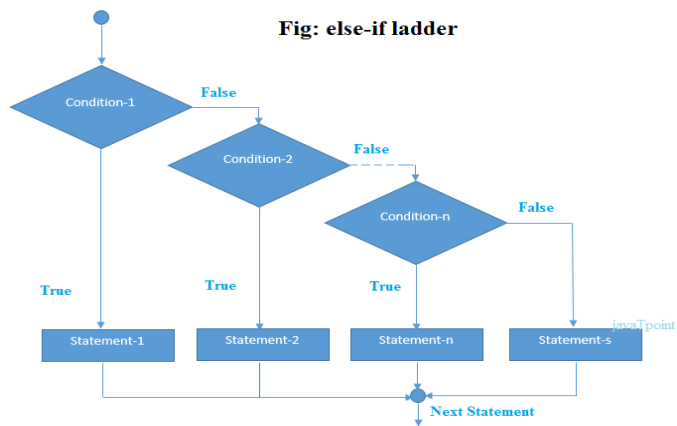 Fig: else-if ladder
Condition-1
False
Condition-2
False
Condition-n
False
True
True
True
javaTpoint
Statement-1
Statement-2
Statement-n
Statement-s
Next Statement